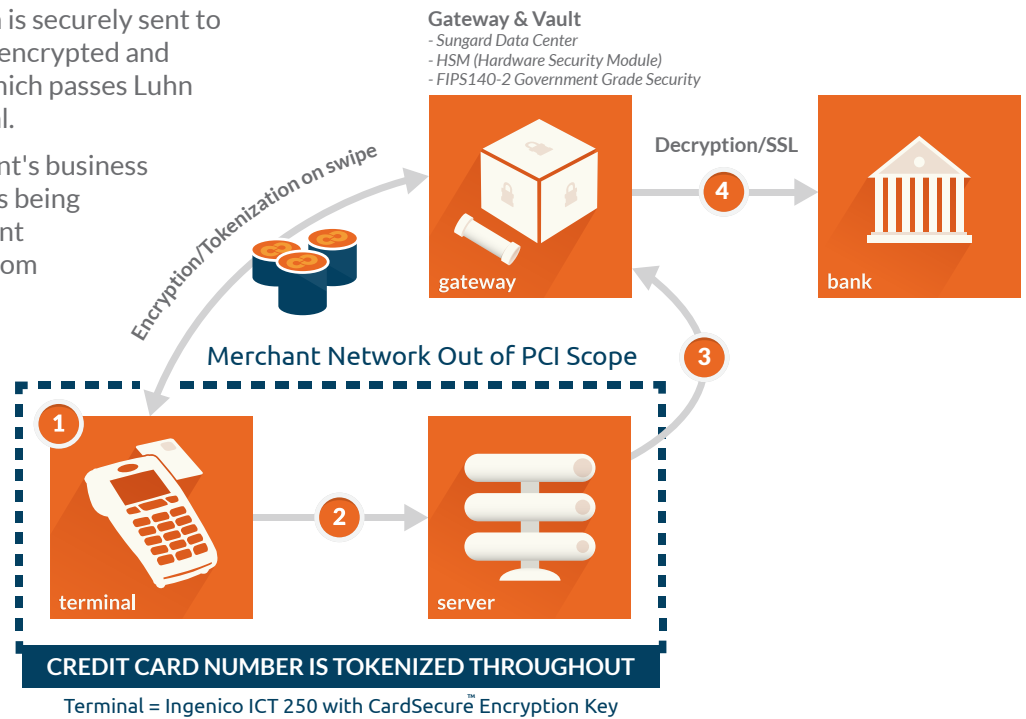 is securely sent to
encrypted and
hich passes Luhn
l.
nt's business
s being
nt
om
Gateway & Vault
- Sungard Data Center
- HSM (Hardware Security Module)
- FIPS140-2 Government Grade Security
Encryption/Tokenization on swipe
gateway
Decryption/SSL
4
bank
3
Merchant Network Out of PCI Scope
1
terminal
2
server
CREDIT CARD NUMBER IS TOKENIZED THROUGHOUT
Terminal = Ingenico ICT 250 with CardSecure™ Encryption Key